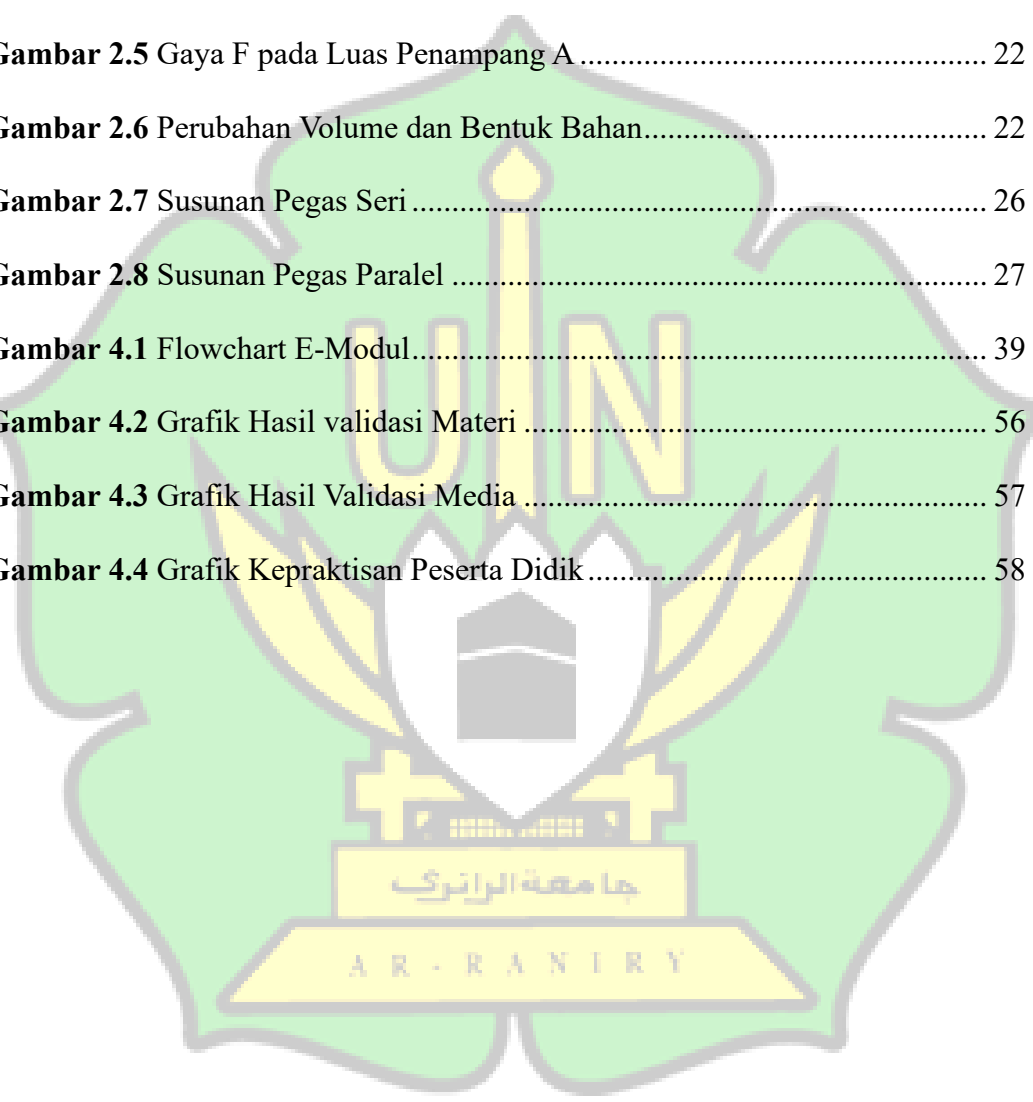 Gambar 2.5 Gaya F pada Luas Penampang A ............................................... 22
Gambar 2.6 Perubahan Volume dan Bentuk Bahan....................................... 22
Gambar 2.7 Susunan Pegas Seri ................................................................... 26
Gambar 2.8 Susunan Pegas Paralel .............................................................. 27
Gambar 4.1 Flowchart E-Modul................................................................... 39
Gambar 4.2 Grafik Hasil validasi Materi ...................................................... 56
Gambar 4.3 Grafik Hasil Validasi Media ...................................................... 57
Gambar 4.4 Grafik Kepraktisan Peserta Didik .............................................. 58
UIN
جامعة الرانري
AR-RANIRY